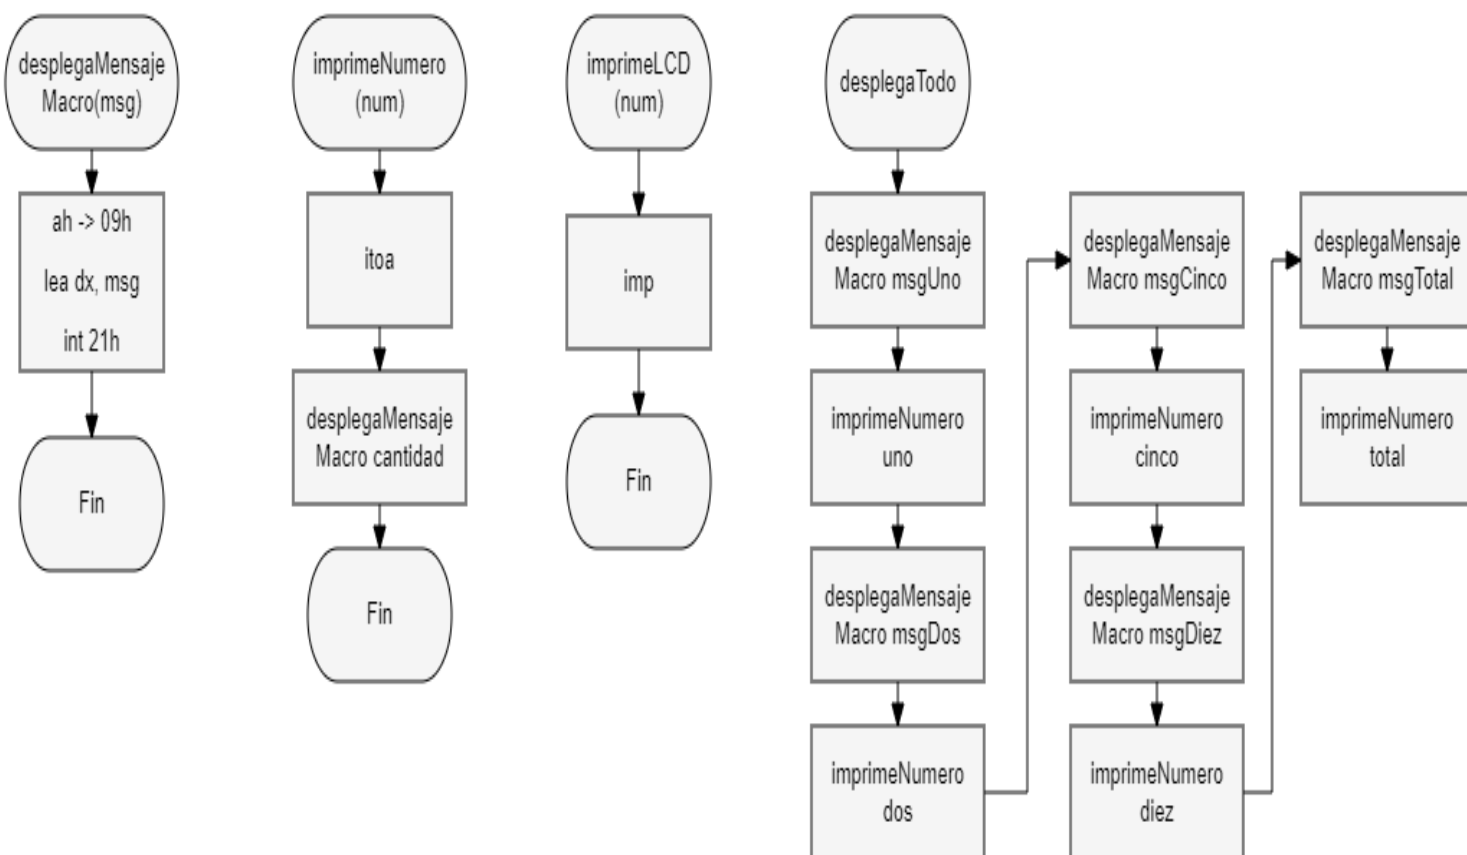 desplegaMensaje
Macro(msg)
ah -> 09h
lea dx, msg
int 21h
Fin
imprimeNumero
(num)
itoa
desplegaMensaje
Macro cantidad
Fin
imprimeLCD
(num)
imp
Fin
desplegaTodo
desplegaMensaje
Macro msgUno
imprimeNumero
uno
desplegaMensaje
Macro msgDos
imprimeNumero
dos
desplegaMensaje
Macro msgCinco
imprimeNumero
cinco
desplegaMensaje
Macro msgDiez
imprimeNumero
diez
desplegaMensaje
Macro msgTotal
imprimeNumero
total